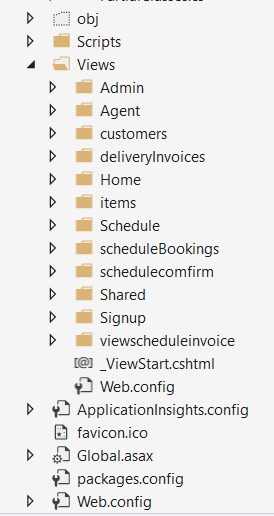 obj
Scripts
Views
Admin
Agent
customers
deliveryInvoices
Home
items
Schedule
scheduleBookings
schedulecomfirm
Shared
Signup
viewscheduleinvoice
_ViewStart.cshtml
Web.config
ApplicationInsights.config
favicon.ico
Global.asax
packages.config
Web.config